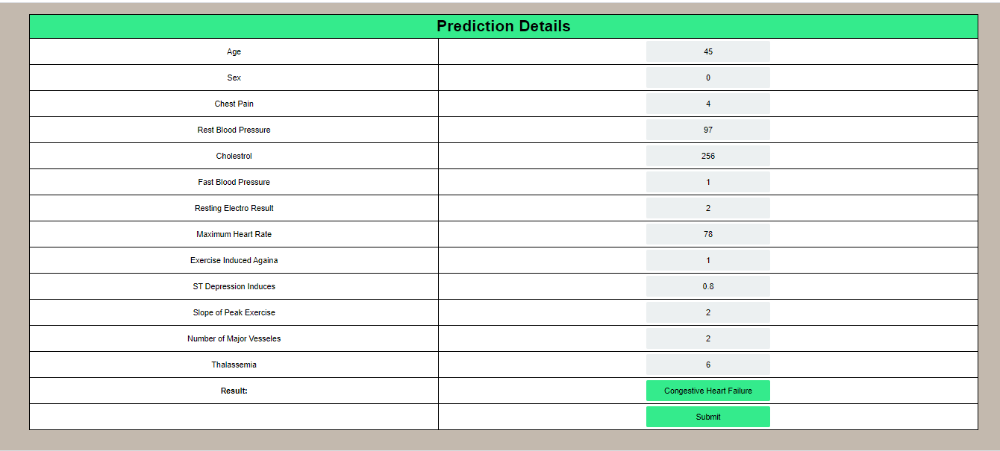 Prediction Details
Age 45
Sex 0
Chest Pain 4
Rest Blood Pressure 97
Cholestrol 256
Fast Blood Pressure 1
Resting Electro Result 2
Maximum Heart Rate 78
Exercise Induced Againa 1
ST Depression Induces 0.8
Slope of Peak Exercise 2
Number of Major Vesseles 2
Thalassemia 6
Result: Congestive Heart Failure
Submit